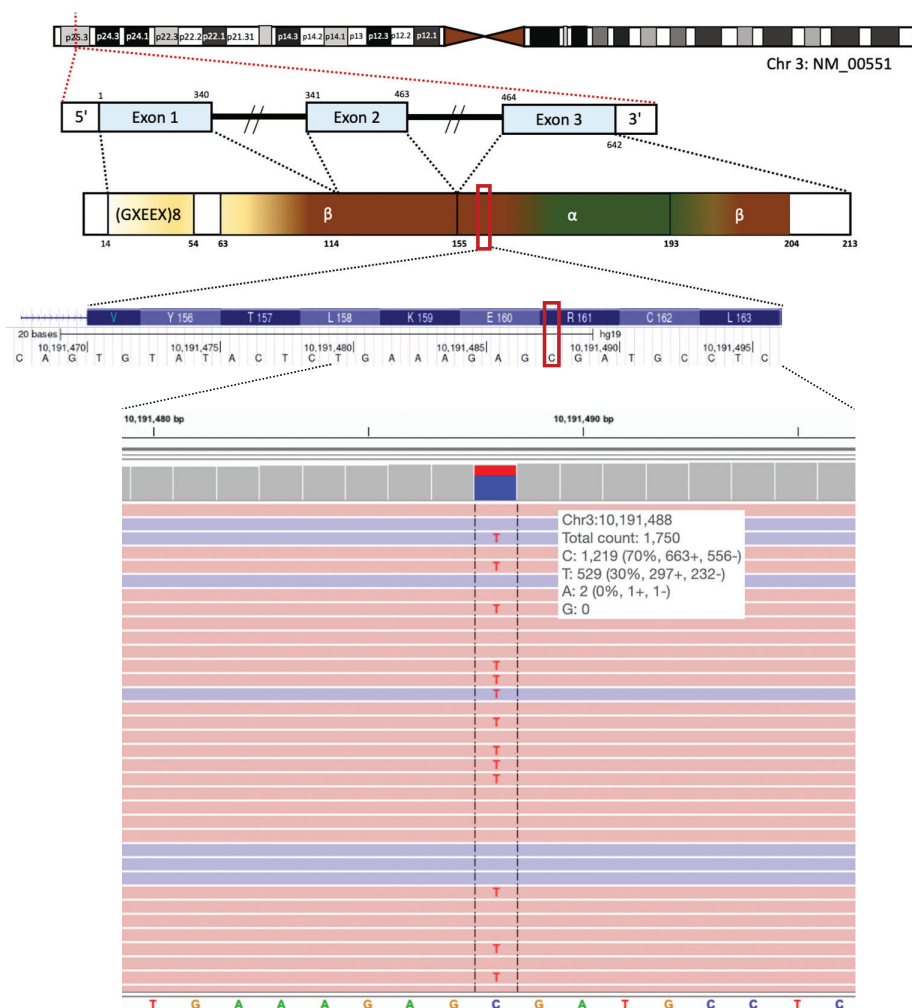 p25.3 p24.3 p24.1 p22.3 p22.2 p22.1 p21.31 p14.3 p14.2 p14.1 p13 p12.3 p12.2 p12.1
Chr 3: NM_00551
1 340 341 463 464
5' Exon 1 Exon 2 Exon 3 3'
642
(GXEEX)8 β α β
14 54 63 114 155 193 204 213
V Y 156 T 157 L 158 K 159 E 160 R 161 C 162 L 163
20 bases hg19
10,191,470 10,191,475 10,191,480 10,191,485 10,191,490 10,191,495
C A G T G T A T A C T C T G A A A G A G C G A T G C C T C
10,191,480 bp 10,191,490 bp
Chr3:10,191,488
T Total count: 1,750
C: 1,219 (70%, 663+, 556-)
T T: 529 (30%, 297+, 232-)
A: 2 (0%, 1+, 1-)
T G: 0
T
T
T
T
T
T
T
T
T
T
T G A A A G A G C G A T G C C T C